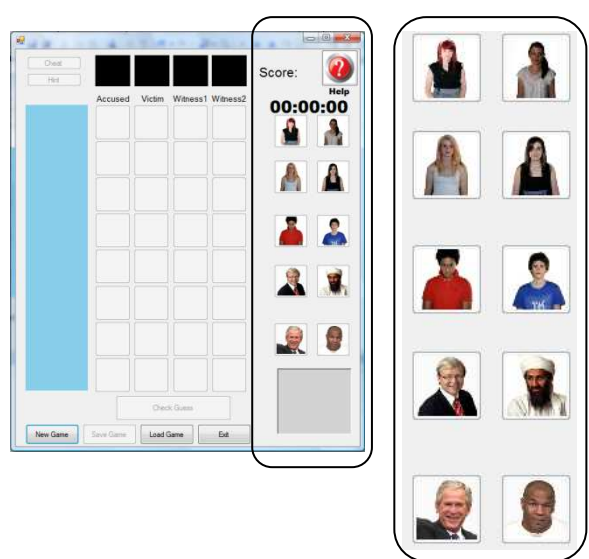 Cheat
Hint
Score:
Help
Accused Victim Witness1 Witness2
00:00:00
Check Guess
New Game Save Game Load Game Exit